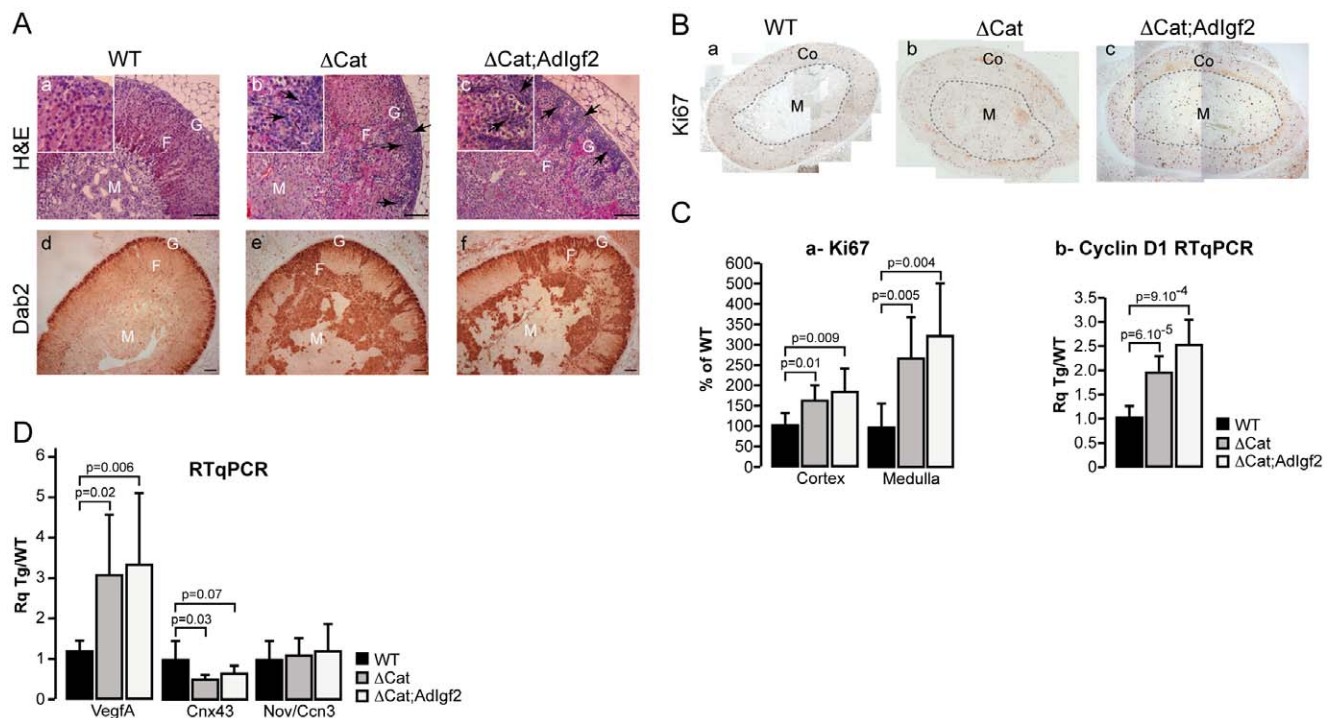 A
WT
ΔCat
ΔCat;AdIgf2
H&E
a
G
F
M
b
F
G
M
c
G
F
Dab2
d
G
F
M
e
G
F
M
f
G
F
M
B
WT
ΔCat
ΔCat;AdIgf2
Ki67
a
Co
M
b
Co
M
c
Co
M
C
a- Ki67
% of WT
600
500
400
350
300
250
200
150
100
50
0
p=0.01
p=0.009
p=0.005
p=0.004
Cortex
Medulla
b- Cyclin D1 RTqPCR
Rq Tg/WT
3.5
3.0
2.5
2.0
1.5
1.0
0.5
0.0
p=6.10-5
p=9.10-4
WT
ΔCat
ΔCat;AdIgf2
D
RTqPCR
Rq Tg/WT
6
5
4
3
2
1
0
p=0.006
p=0.02
p=0.07
p=0.03
VegfA
Cnx43
Nov/Ccn3
WT
ΔCat
ΔCat;AdIgf2